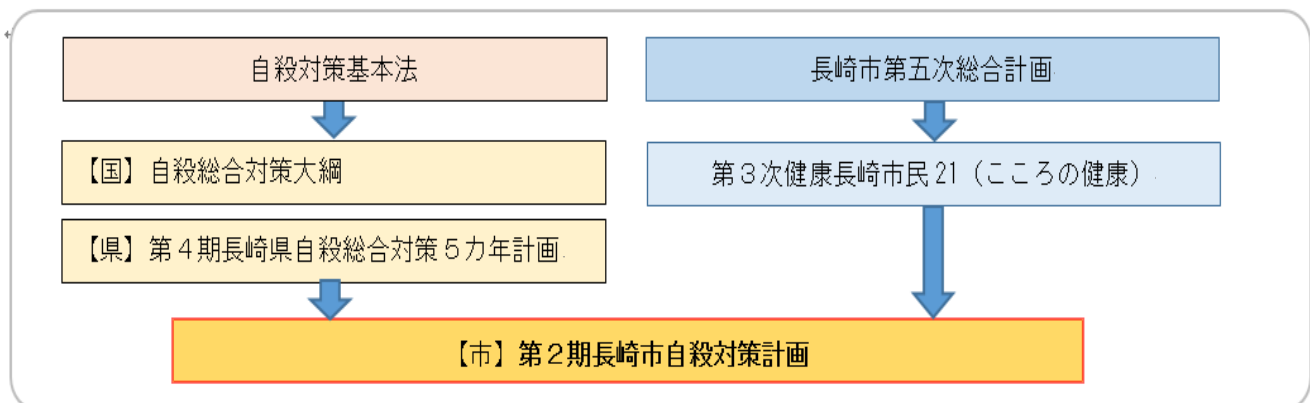 自殺対策基本法
長崎市第五次総合計画
【国】自殺総合対策大綱
第3次健康長崎市民21（こころの健康）
【県】第4期長崎県自殺総合対策5カ年計画
【市】第2期長崎市自殺対策計画